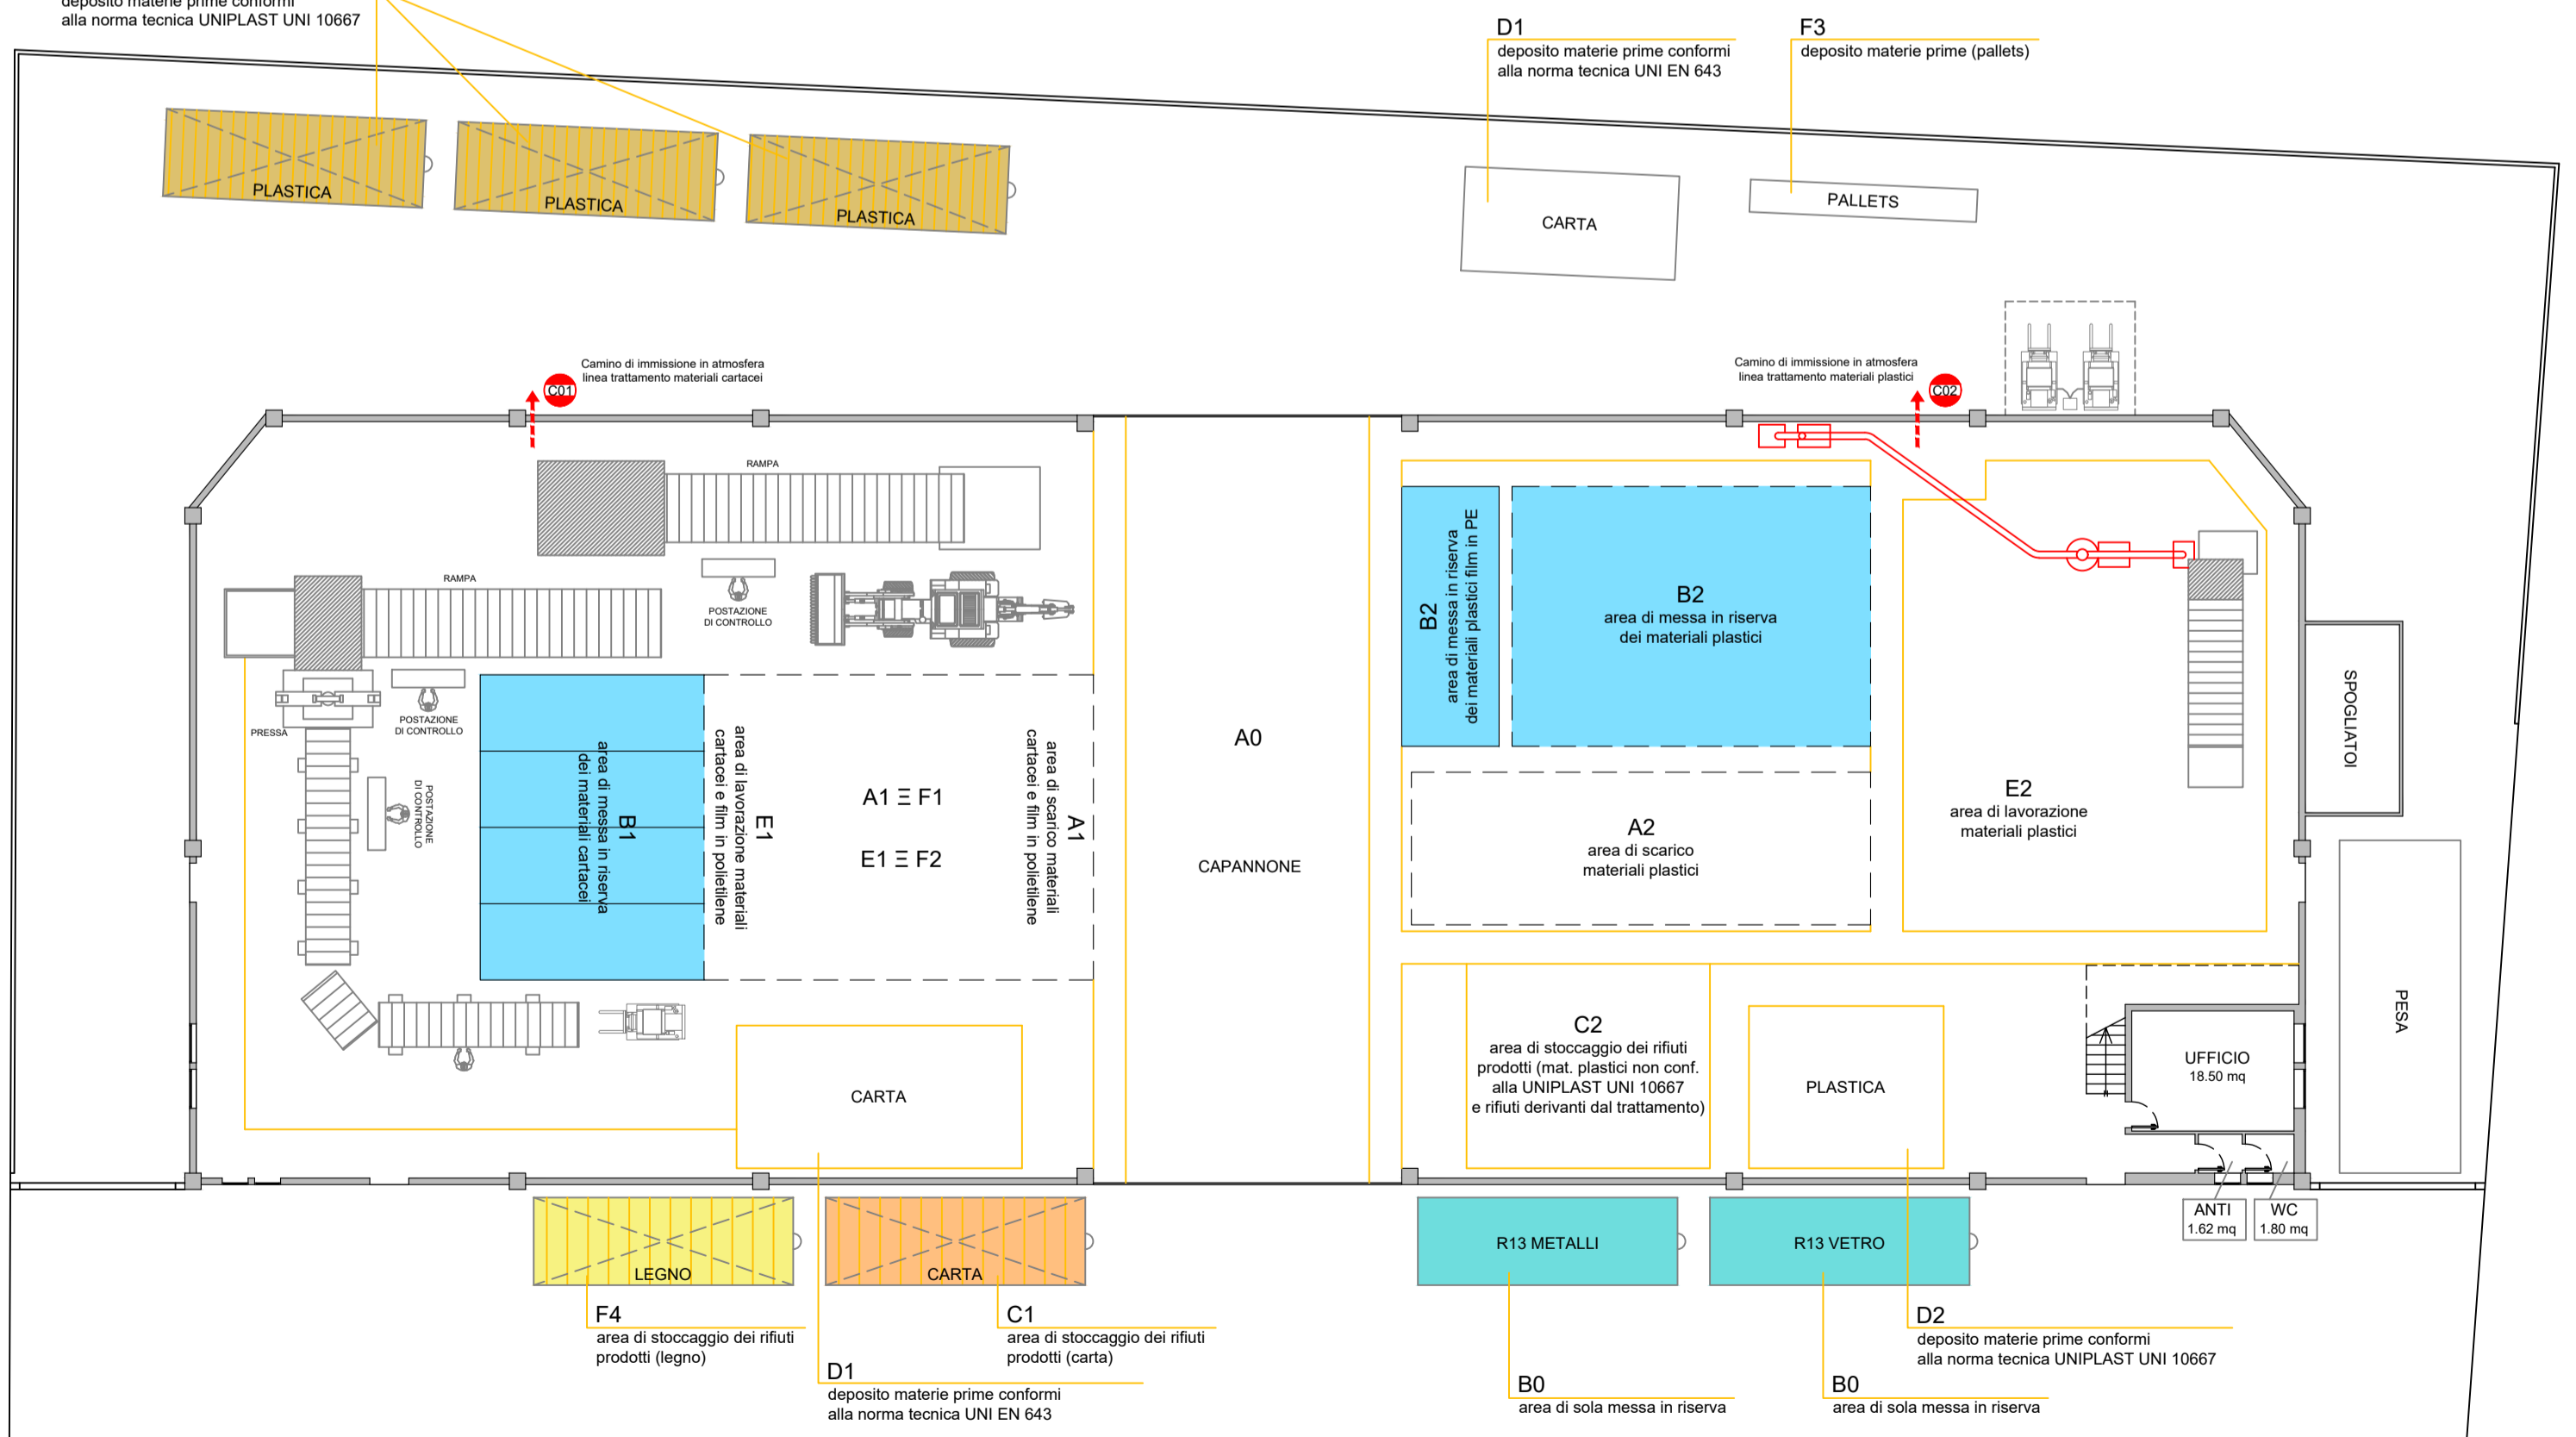 deposito materie prime conformi
alla norma tecnica UNIPLAST UNI 10667
D1
deposito materie prime conformi
alla norma tecnica UNI EN 643
F3
deposito materie prime (pallets)
PLASTICA
PLASTICA
PLASTICA
CARTA
PALLETS
C01
Camino di immissione in atmosfera
linea trattamento materiali cartacei
Camino di immissione in atmosfera
linea trattamento materiali plastici
C02
RAMPA
RAMPA
POSTAZIONE
DI CONTROLLO
POSTAZIONE
DI CONTROLLO
PRESSA
POSTAZIONE
DI CONTROLLO
B1
area di messa in riserva
dei materiali cartacei
E1
area di lavorazione materiali
cartacei e film in polietilene
A1 Ξ F1
E1 Ξ F2
A1
area di scarico materiali
cartacei e film in polietilene
A0
CAPANNONE
B2
area di messa in riserva
dei materiali plastici film in PE
B2
area di messa in riserva
dei materiali plastici
A2
area di scarico
materiali plastici
E2
area di lavorazione
materiali plastici
SPOGLIATOI
PESA
CARTA
C2
area di stoccaggio dei rifiuti
prodotti (mat. plastici non conf.
alla UNIPLAST UNI 10667
e rifiuti derivanti dal trattamento)
PLASTICA
UFFICIO
18.50 mq
ANTI
1.62 mq
WC
1.80 mq
LEGNO
CARTA
R13 METALLI
R13 VETRO
F4
area di stoccaggio dei rifiuti
prodotti (legno)
C1
area di stoccaggio dei rifiuti
prodotti (carta)
D1
deposito materie prime conformi
alla norma tecnica UNI EN 643
D2
deposito materie prime conformi
alla norma tecnica UNIPLAST UNI 10667
B0
area di sola messa in riserva
B0
area di sola messa in riserva